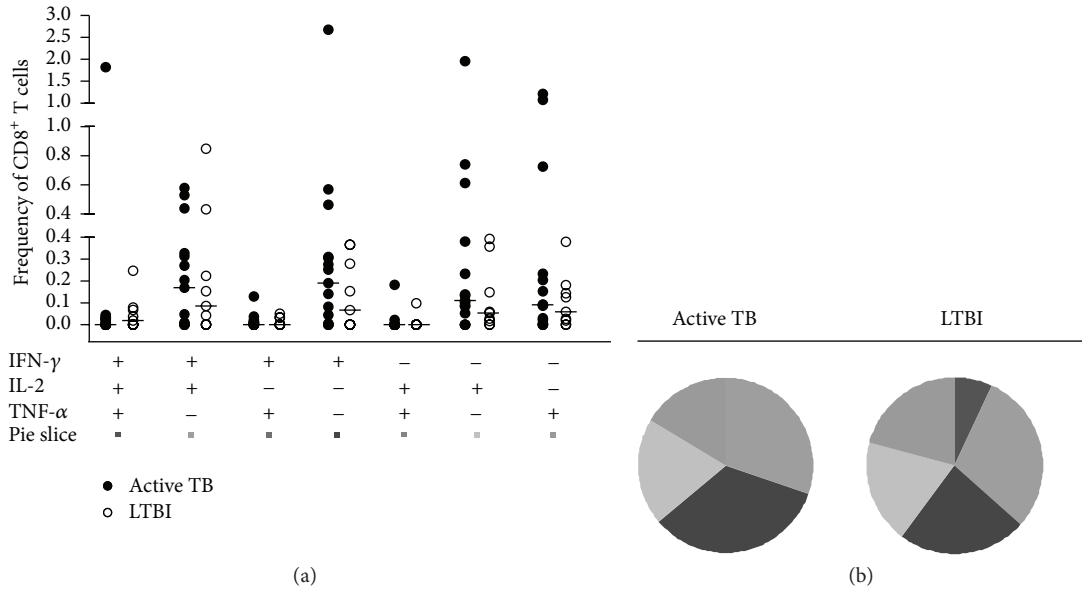 Frequency of CD8⁺ T cells
3.0
2.5
2.0
1.5
1.0
1.0
0.8
0.6
0.4
0.4
0.3
0.2
0.1
0.0
IFN-γ + + + + − − −
IL-2 + + − − + + −
TNF-α + − + − + − +
Pie slice
Active TB
LTBI
(a)
Active TB LTBI
(b)